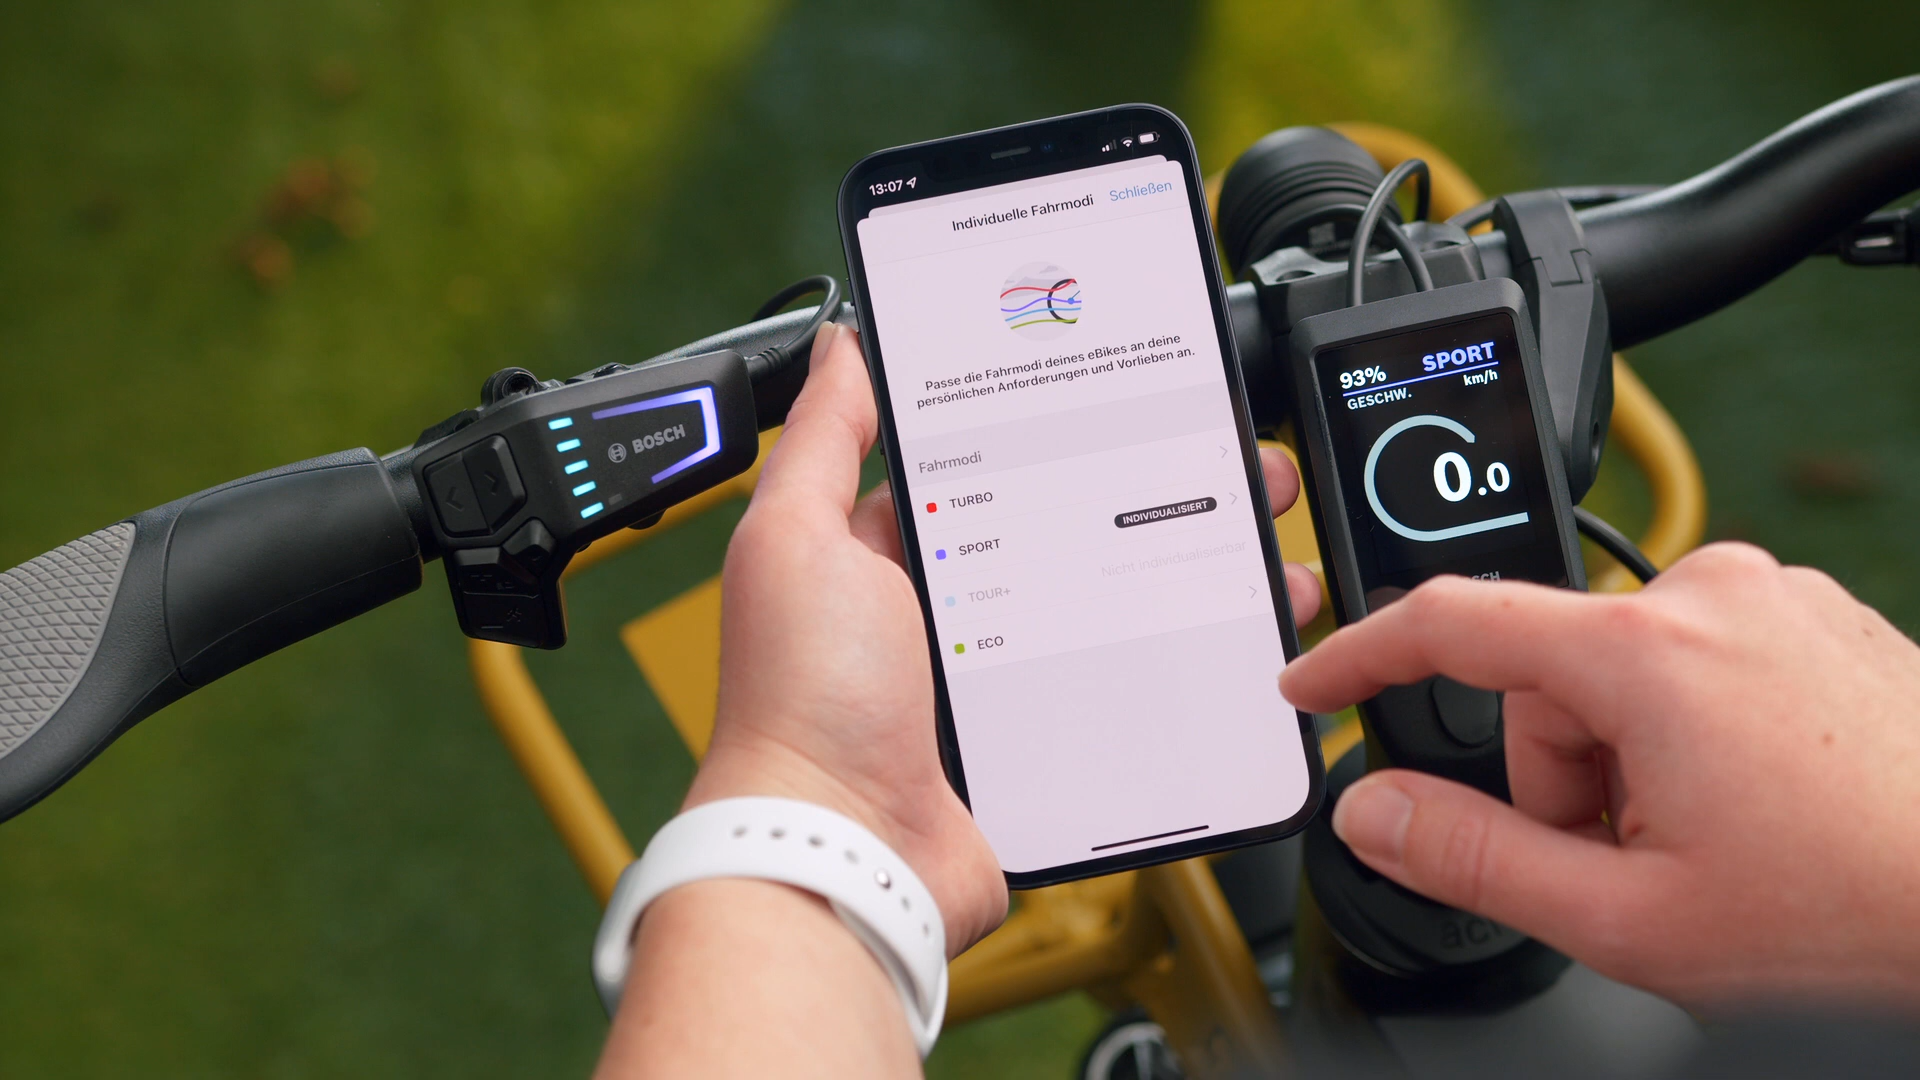 13:07
Individuelle Fahrmodi
Schließen
Passe die Fahrmodi deines eBikes an deine
persönlichen Anforderungen und Vorlieben an.
Fahrmodi
TURBO
SPORT
INDIVIDUALISIERT
TOUR+
Nicht individualisierbar
ECO
BOSCH
93% SPORT
GESCHW. km/h
0.0